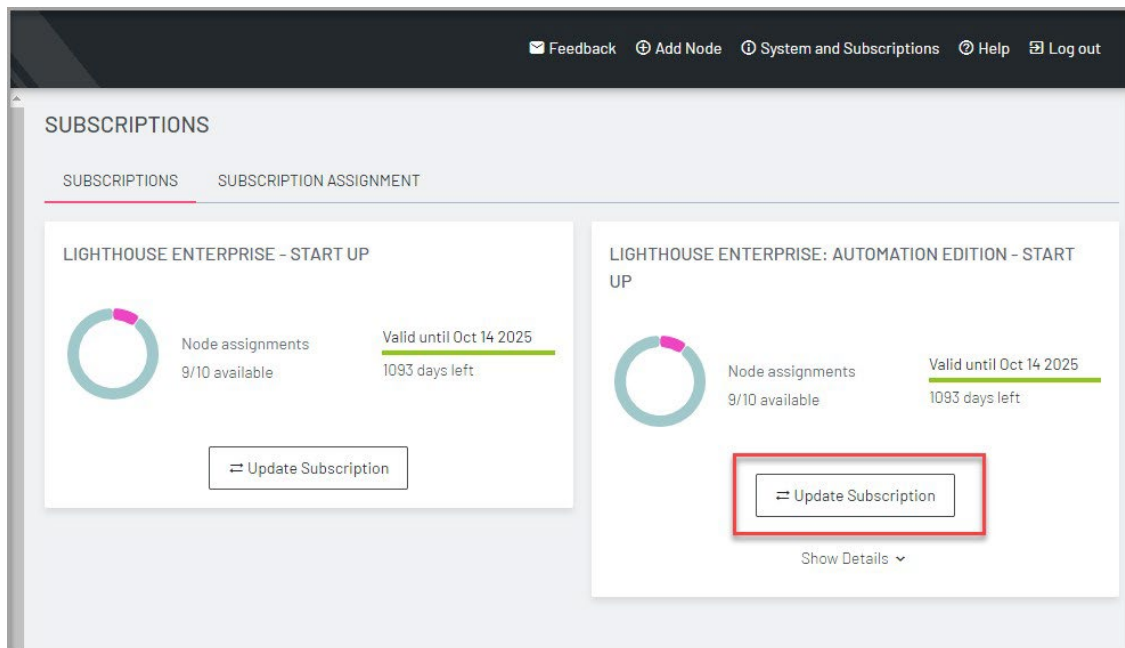 Feedback Add Node System and Subscriptions Help Log out
SUBSCRIPTIONS
SUBSCRIPTIONS SUBSCRIPTION ASSIGNMENT
LIGHTHOUSE ENTERPRISE - START UP
Node assignments
9/10 available
Valid until Oct 14 2025
1093 days left
Update Subscription
LIGHTHOUSE ENTERPRISE: AUTOMATION EDITION - START
UP
Node assignments
9/10 available
Valid until Oct 14 2025
1093 days left
Update Subscription
Show Details